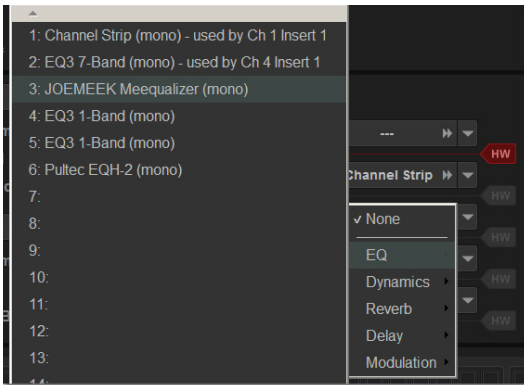 1: Channel Strip (mono) - used by Ch 1 Insert 1
2: EQ3 7-Band (mono) - used by Ch 4 Insert 1
3: JOEMEEK Meequalizer (mono)
4: EQ3 1-Band (mono)
5: EQ3 1-Band (mono)
6: Pultec EQH-2 (mono)
7:
8:
9:
10:
11:
12:
13:
14:
---
HW
Channel Strip
HW
✓ None
HW
EQ
Dynamics
HW
Reverb
Delay
HW
Modulation